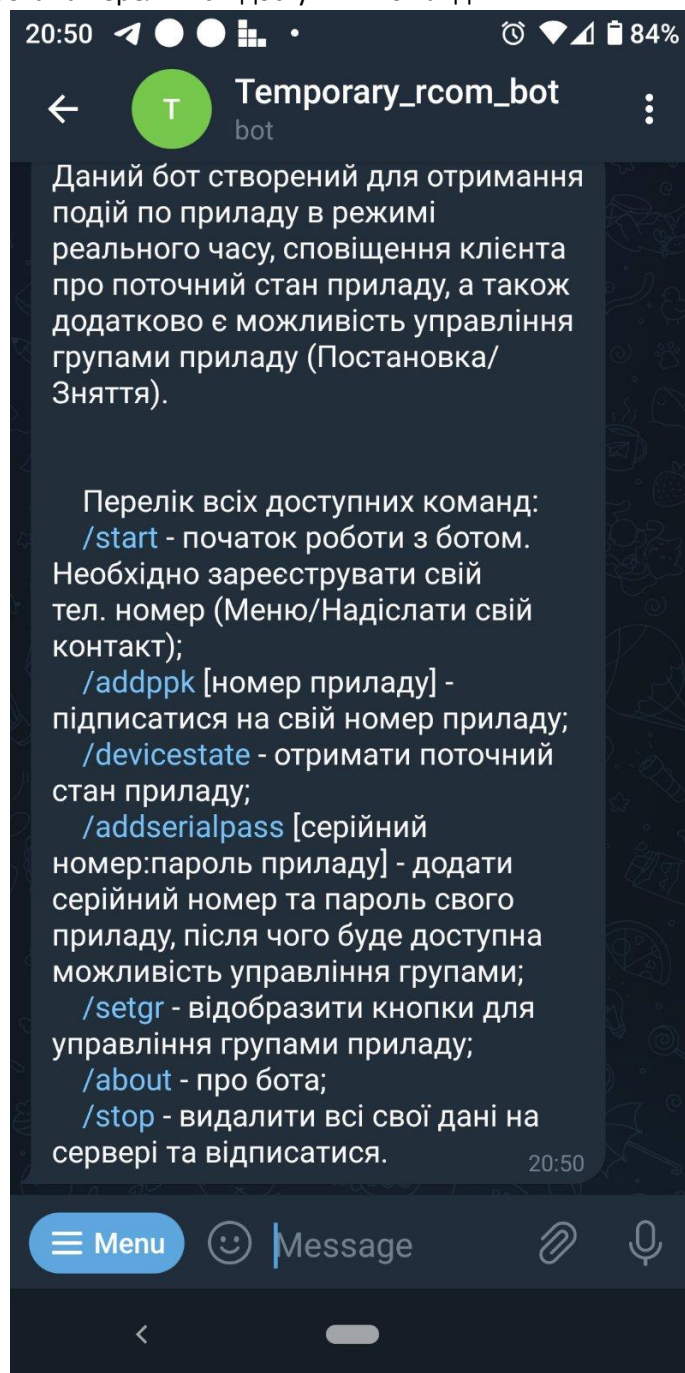 20:50
84%
T
Temporary_rcom_bot
bot
Даний бот створений для отримання
подій по приладу в режимі
реального часу, сповіщення клієнта
про поточний стан приладу, а також
додатково є можливість управління
групами приладу (Постановка/
Зняття).
Перелік всіх доступних команд:
/start - початок роботи з ботом.
Необхідно зареєструвати свій
тел. номер (Меню/Надіслати свій
контакт);
/addppk [номер приладу] -
підписатися на свій номер приладу;
/devicestate - отримати поточний
стан приладу;
/addserialpass [серійний
номер:пароль приладу] - додати
серійний номер та пароль свого
приладу, після чого буде доступна
можливість управління групами;
/setgr - відобразити кнопки для
управління групами приладу;
/about - про бота;
/stop - видалити всі свої дані на
сервері та відписатися.
20:50
Menu
Message